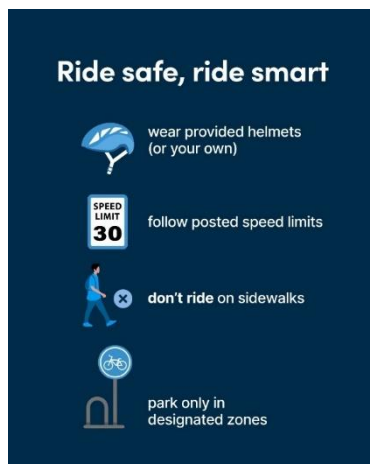 Ride safe, ride smart
wear provided helmets
(or your own)
SPEED
LIMIT
30
follow posted speed limits
don't ride on sidewalks
park only in
designated zones